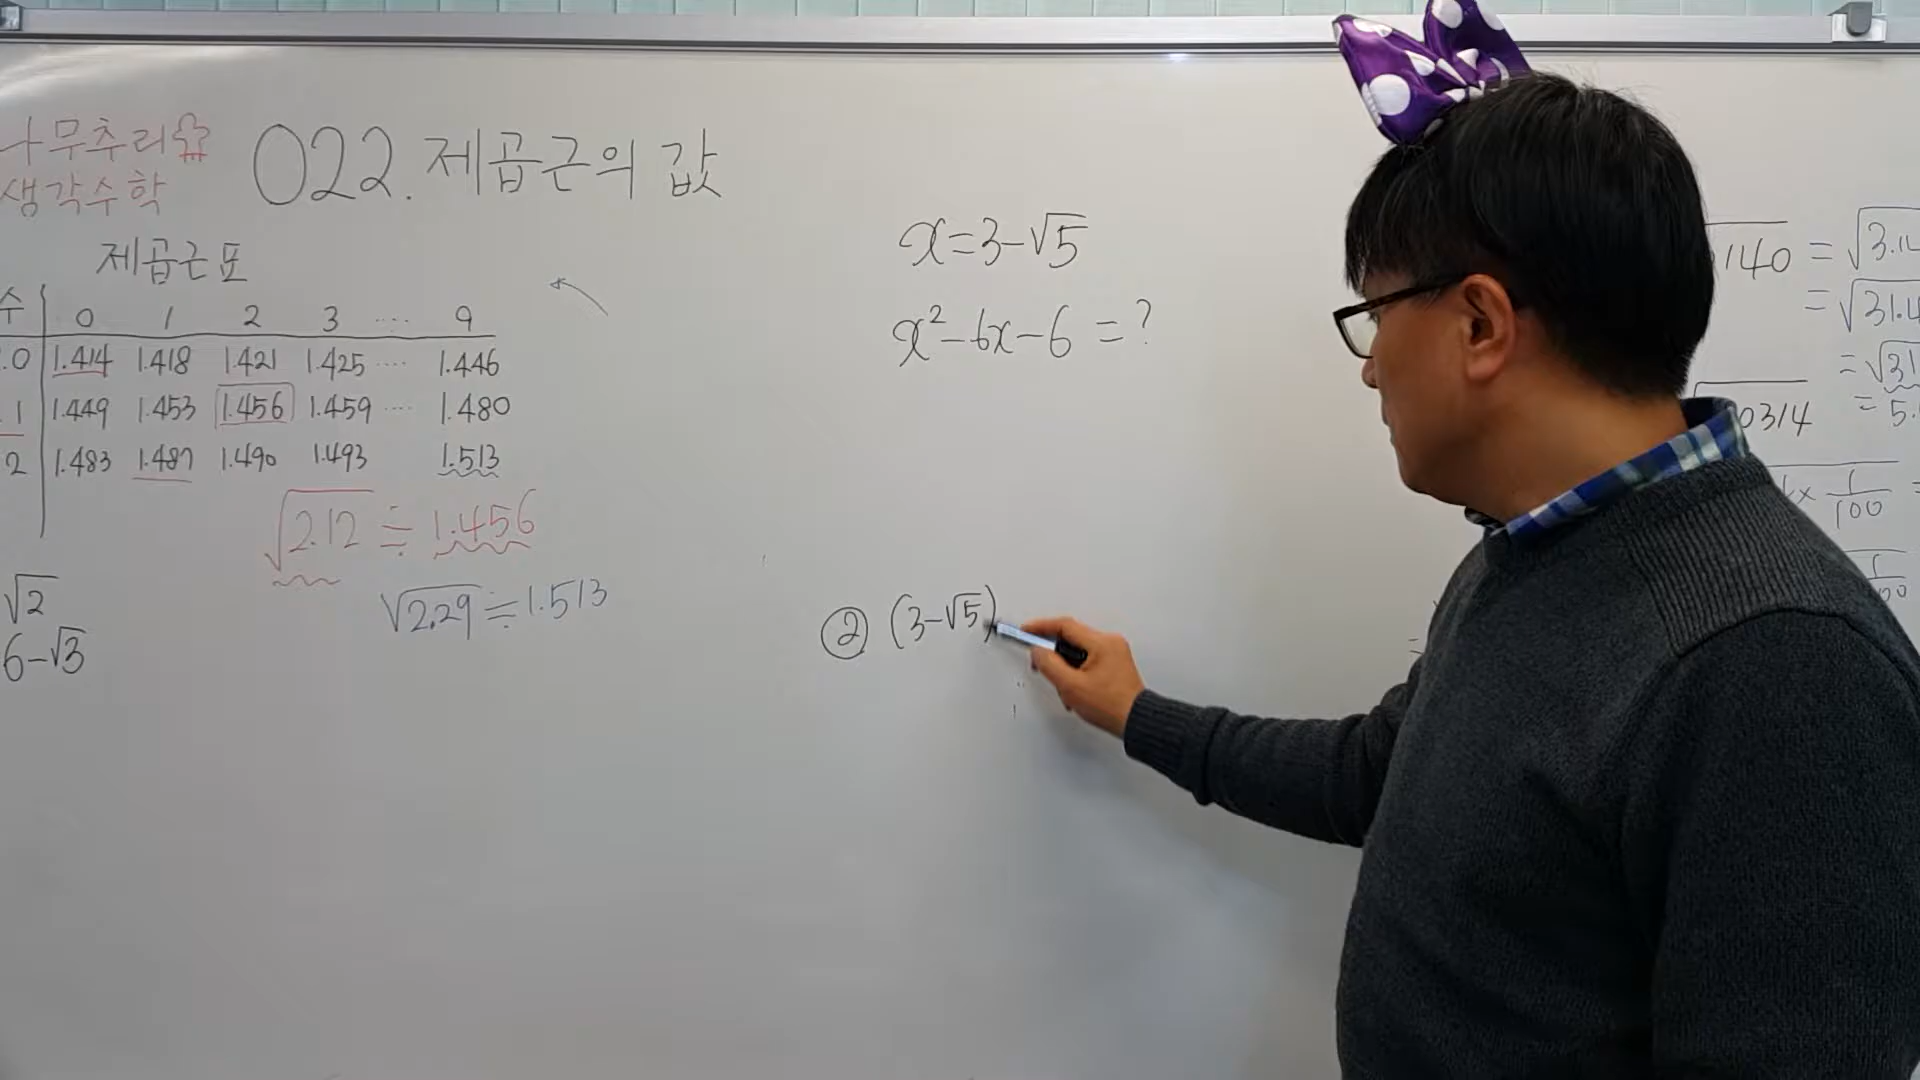 나무추리
생각수학
022. 제곱근의 값
제곱근표
수 0 1 2 3 .... 9
.0 1.414 1.418 1.421 1.425 .... 1.446
.1 1.449 1.453 1.456 1.459 .... 1.480
2 1.483 1.487 1.490 1.493 1.513
√2.12 ≒ 1.456
√2.29 ≒ 1.513
√2
6-√3
x=3-√5
x²-6x-6 = ?
② (3-√5)
140 = √3.14
= √31.4
= √31
= 5.
0314
x 1/100 =